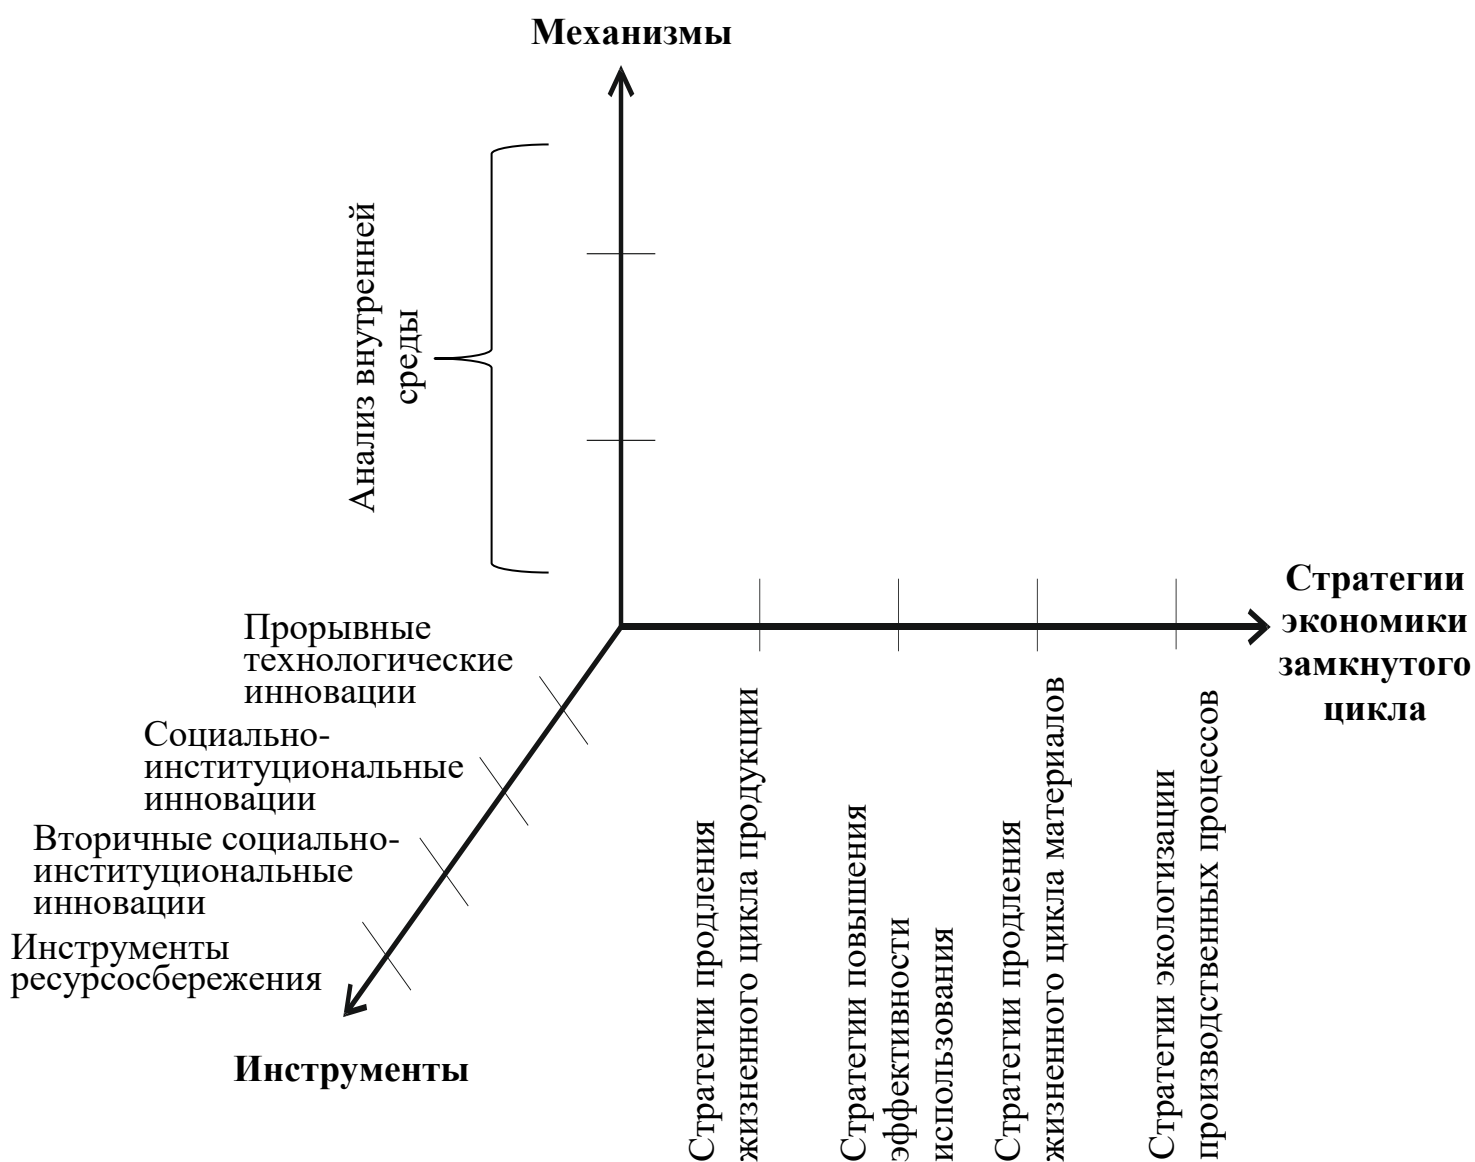 Механизмы
Анализ внутренней
среды
Прорывные
технологические
инновации
Социально-
институциональные
инновации
Вторичные социально-
институциональные
инновации
Инструменты
ресурсосбережения
Инструменты
Стратегии
экономики
замкнутого
цикла
Стратегии продления
жизненного цикла продукции
Стратегии повышения
эффективности
использования
Стратегии продления
жизненного цикла материалов
Стратегии экологизации
производственных процессов